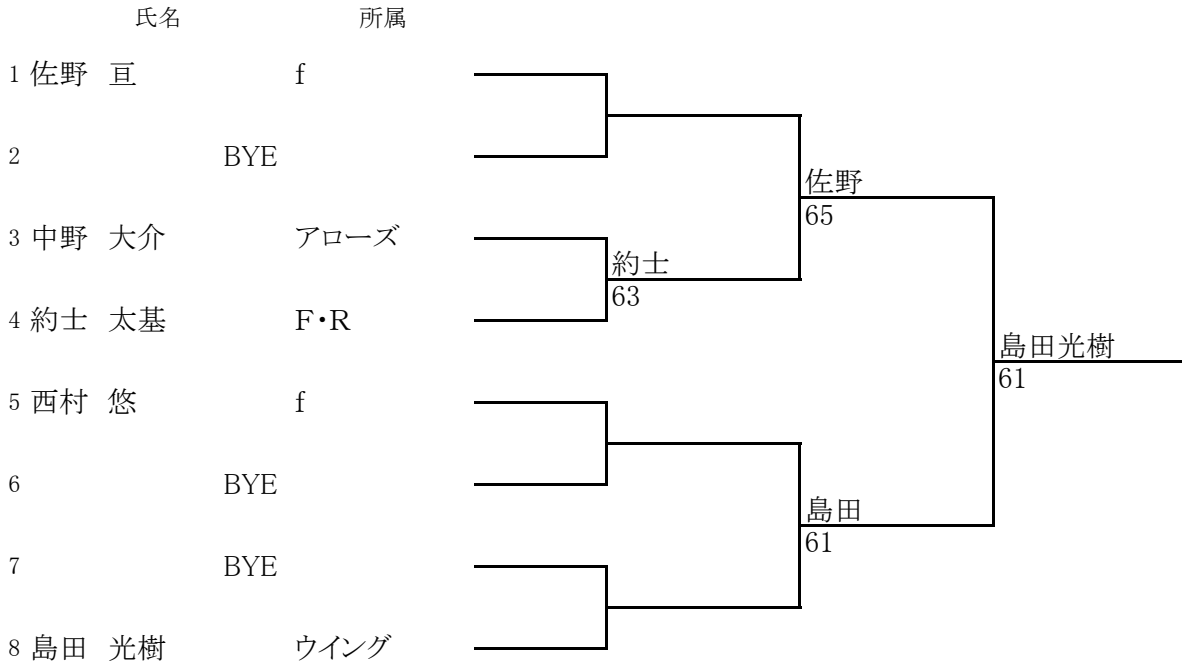 氏名 所属
1 佐野 亘 f
2 BYE
佐野
65
3 中野 大介 アローズ
約士
63
4 約士 太基 F・R
島田光樹
61
5 西村 悠 f
6 BYE
島田
61
7 BYE
8 島田 光樹 ウイング